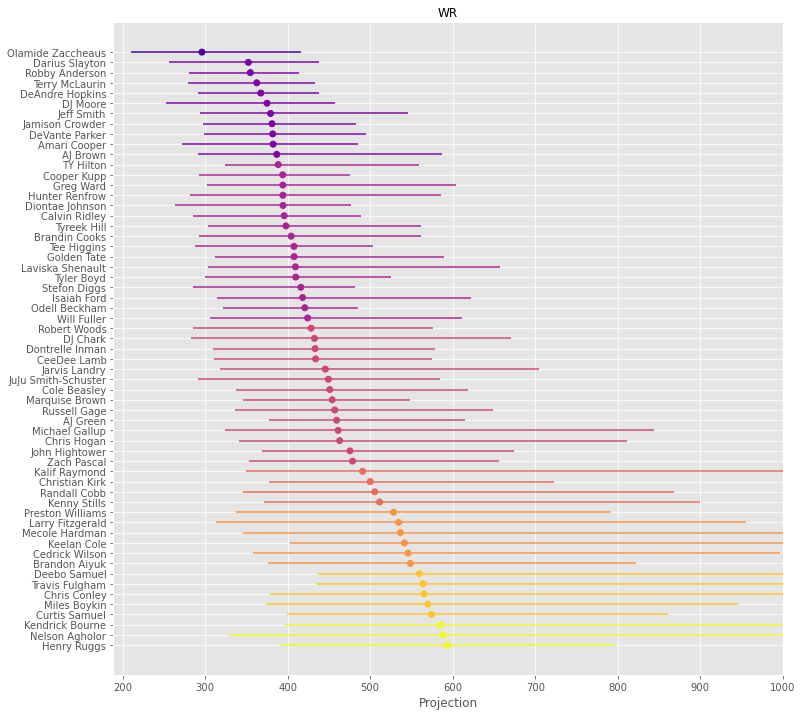 WR
Olamide Zaccheaus
Darius Slayton
Robby Anderson
Terry McLaurin
DeAndre Hopkins
DJ Moore
Jeff Smith
Jamison Crowder
DeVante Parker
Amari Cooper
AJ Brown
TY Hilton
Cooper Kupp
Greg Ward
Hunter Renfrow
Diontae Johnson
Calvin Ridley
Tyreek Hill
Brandin Cooks
Tee Higgins
Golden Tate
Laviska Shenault
Tyler Boyd
Stefon Diggs
Isaiah Ford
Odell Beckham
Will Fuller
Robert Woods
DJ Chark
Dontrelle Inman
CeeDee Lamb
Jarvis Landry
JuJu Smith-Schuster
Cole Beasley
Marquise Brown
Russell Gage
AJ Green
Michael Gallup
Chris Hogan
John Hightower
Zach Pascal
Kalif Raymond
Christian Kirk
Randall Cobb
Kenny Stills
Preston Williams
Larry Fitzgerald
Mecole Hardman
Keelan Cole
Cedrick Wilson
Brandon Aiyuk
Deebo Samuel
Travis Fulgham
Chris Conley
Miles Boykin
Curtis Samuel
Kendrick Bourne
Nelson Agholor
Henry Ruggs
200 300 400 500 600 700 800 900 1000
Projection